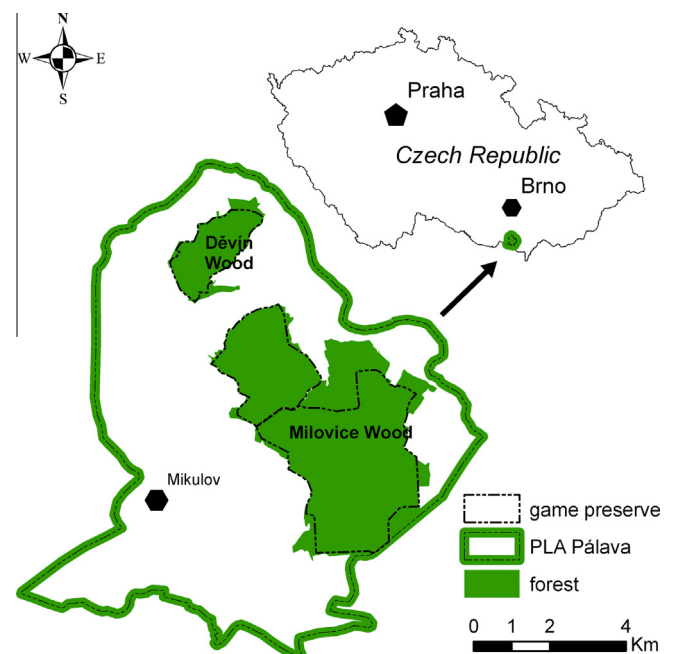 N
W E
S
Praha
Czech Republic
Brno
Děvín
Wood
Milovice Wood
Mikulov
game preserve
PLA Pálava
forest
0 1 2 4
Km